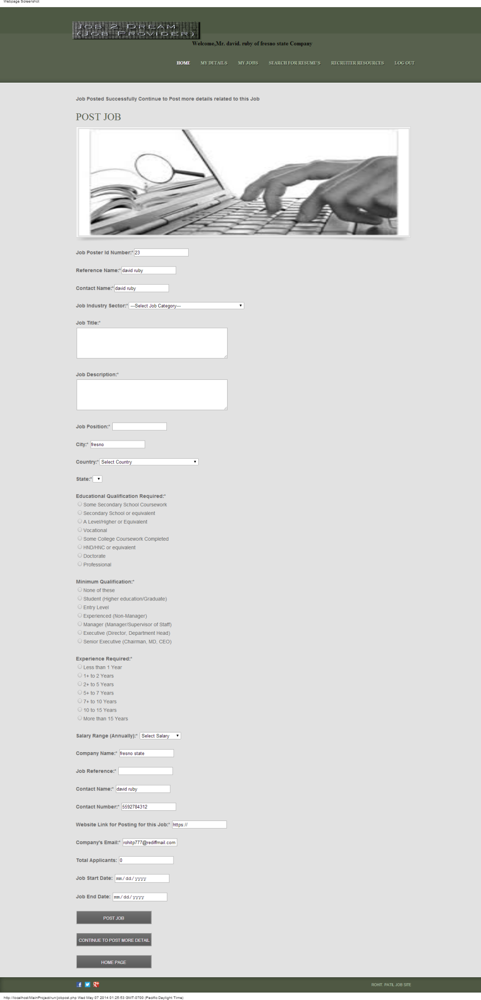 Webpage Screenshot
JOB 2 DREAM
(JOB PROVIDER)
Welcome,Mr. david. ruby of fresno state Company
HOME MY DETAILS MY JOBS SEARCH FOR RESUME'S RECRUITER RESOURCES LOG OUT
Job Posted Successfully Continue to Post more details related to this Job
POST JOB
Job Poster Id Number:* 23
Reference Name:* david ruby
Contact Name:* david ruby
Job Industry Sector:* ---Select Job Category---
Job Title:*
Job Description:*
Job Position:*
City:* fresno
Country:* Select Country
State:*
Educational Qualification Required:*
Some Secondary School Coursework
Secondary School or equivalent
A Level/Higher or Equivalent
Vocational
Some College Coursework Completed
HND/HNC or equivalent
Doctorate
Professional
Minimum Qualification:*
None of these
Student (Higher education/Graduate)
Entry Level
Experienced (Non-Manager)
Manager (Manager/Supervisor of Staff)
Executive (Director, Department Head)
Senior Executive (Chairman, MD, CEO)
Experience Required:*
Less than 1 Year
1+ to 2 Years
2+ to 5 Years
5+ to 7 Years
7+ to 10 Years
10 to 15 Years
More than 15 Years
Salary Range (Annually):* Select Salary
Company Name:* fresno state
Job Reference:*
Contact Name:* david ruby
Contact Number:* 5592784312
Website Link for Posting for this Job:* https://
Company's Email:* rohitp777@rediffmail.com
Total Applicants: 0
Job Start Date: mm/dd/yyyy
Job End Date: mm/dd/yyyy
POST JOB
CONTINUE TO POST MORE DETAIL
HOME PAGE
ROHIT. PATIL JOB SITE
http://localhost/MainProject/run/jobpost.php Wed May 07 2014 01:25:53 GMT-0700 (Pacific Daylight Time)